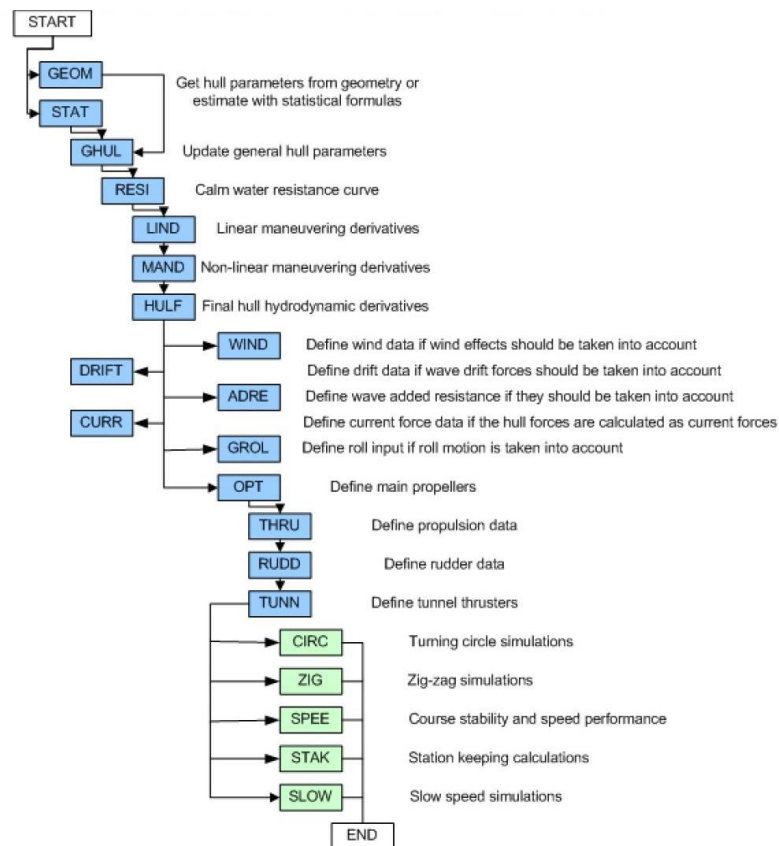 START
GEOM
Get hull parameters from geometry or
estimate with statistical formulas
STAT
GHUL Update general hull parameters
RESI Calm water resistance curve
LIND Linear maneuvering derivatives
MAND Non-linear maneuvering derivatives
HULF Final hull hydrodynamic derivatives
WIND Define wind data if wind effects should be taken into account
DRIFT Define drift data if wave drift forces should be taken into account
ADRE Define wave added resistance if they should be taken into account
CURR Define current force data if the hull forces are calculated as current forces
GROL Define roll input if roll motion is taken into account
OPT Define main propellers
THRU Define propulsion data
RUDD Define rudder data
TUNN Define tunnel thrusters
CIRC Turning circle simulations
ZIG Zig-zag simulations
SPEE Course stability and speed performance
STAK Station keeping calculations
SLOW Slow speed simulations
END